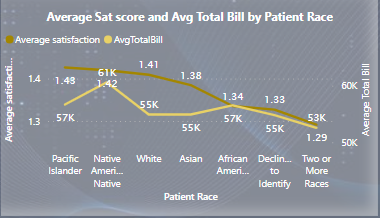 Average Sat score and Avg Total Bill by Patient Race
Average satisfaction AvgTotalBill
Average satisfacti...
1.4
1.3
1.43
61K
1.42
1.41
1.38
1.34
1.33
53K
1.29
57K
55K
55K
57K
55K
60K
50K
Average Total Bill
Pacific
Islander
Native
Ameri...
Native
White
Asian
African
Ameri...
Declin...
to
Identify
Two or
More
Races
Patient Race